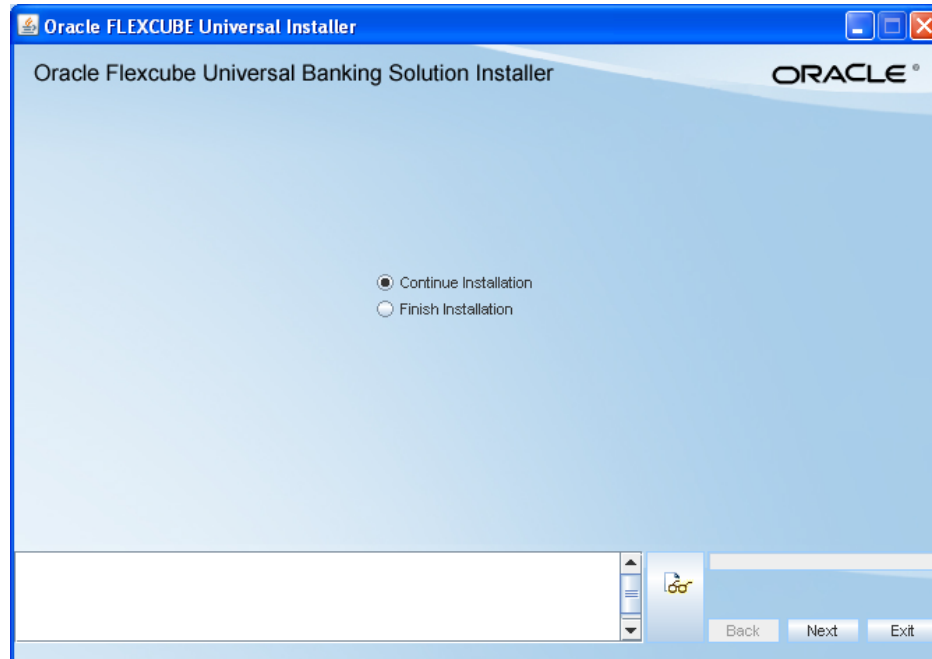 Oracle FLEXCUBE Universal Installer
Oracle Flexcube Universal Banking Solution Installer
ORACLE®
Continue Installation
Finish Installation
Back
Next
Exit